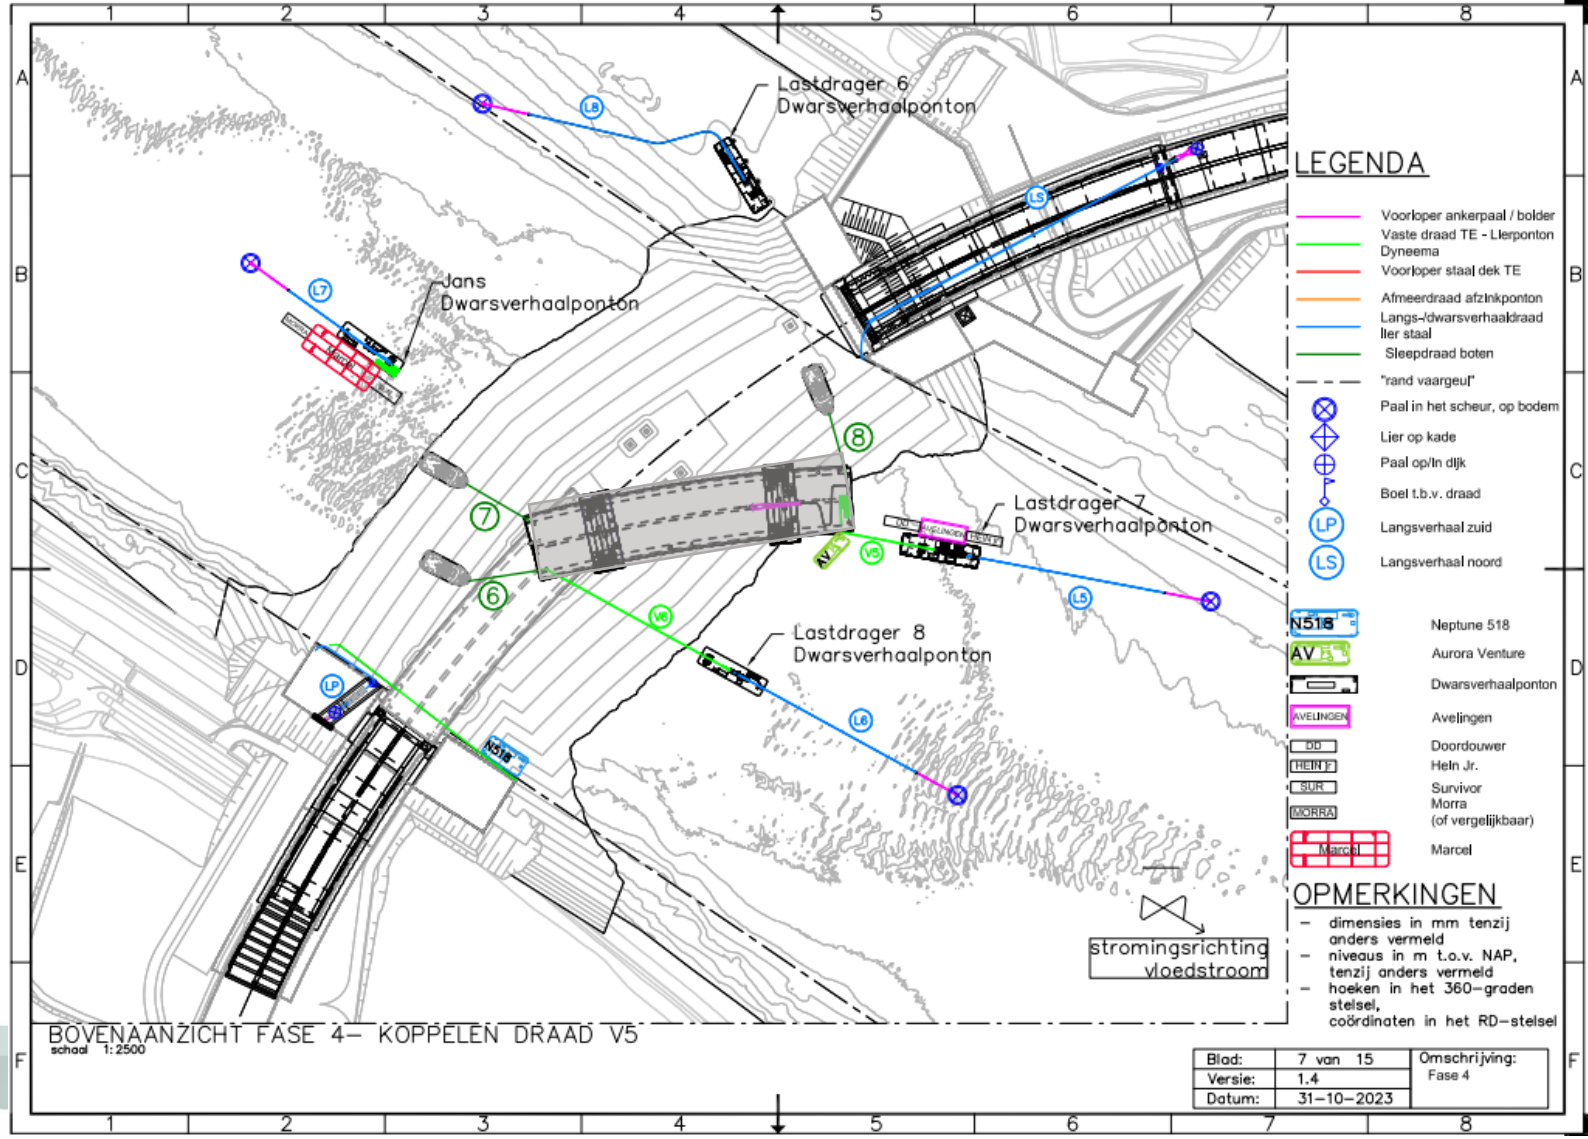 1 2 3 4 5 6 7 8
A
A
B
B
C
C
D
D
E
E
F
F
Lastdrager 6
Dwarsverhaalponton
L8
LS
Jans
Dwarsverhaalponton
L7
MORRA
Marcel
8
7
6
Lastdrager 7
Dwarsverhaalponton
DD
AVELINGEN
HEIN jr
AV
V5
L5
V6
Lastdrager 8
Dwarsverhaalponton
L6
LP
N518
stromingsrichting
vloedstroom
LEGENDA
Voorloper ankerpaal / bolder
Vaste draad TE - Lierponton
Dyneema
Voorloper staal dek TE
Afmeerdraad afzinkponton
Langs-/dwarsverhaaldraad
lier staal
Sleepdraad boten
"rand vaargeul"
Paal in het scheur, op bodem
Lier op kade
Paal op/in dijk
Boei t.b.v. draad
LP Langsverhaal zuid
LS Langsverhaal noord
N518 Neptune 518
AV Aurora Venture
Dwarsverhaalponton
AVELINGEN Avelingen
DD Doordouwer
HEIN jr Hein Jr.
SUR Survivor
MORRA Morra
(of vergelijkbaar)
Marcel Marcel
OPMERKINGEN
- dimensies in mm tenzij
anders vermeld
- niveaus in m t.o.v. NAP,
tenzij anders vermeld
- hoeken in het 360-graden
stelsel,
coördinaten in het RD-stelsel
BOVENAANZICHT FASE 4- KOPPELEN DRAAD V5
schaal 1:2500
Blad: 7 van 15
Versie: 1.4
Datum: 31-10-2023
Omschrijving:
Fase 4
1 2 3 4 5 6 7 8